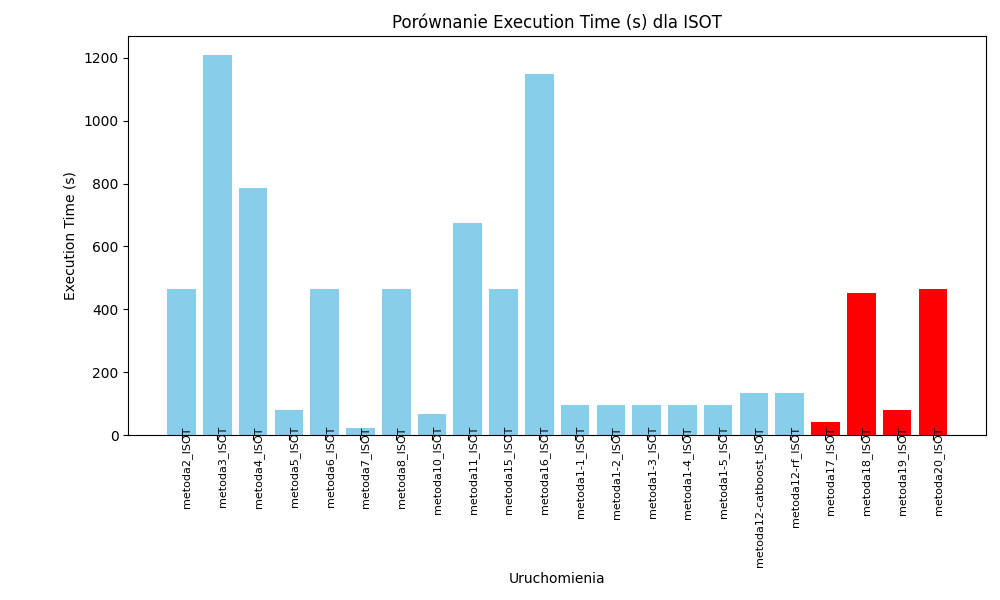 Porównanie Execution Time (s) dla ISOT
Execution Time (s)
1200
1000
800
600
400
200
0
metoda2_ISOT
metoda3_ISOT
metoda4_ISOT
metoda5_ISOT
metoda6_ISOT
metoda7_ISOT
metoda8_ISOT
metoda10_ISOT
metoda11_ISOT
metoda15_ISOT
metoda16_ISOT
metoda1-1_ISOT
metoda1-2_ISOT
metoda1-3_ISOT
metoda1-4_ISOT
metoda1-5_ISOT
metoda12-catboost_ISOT
metoda12-rf_ISOT
metoda17_ISOT
metoda18_ISOT
metoda19_ISOT
metoda20_ISOT
Uruchomienia